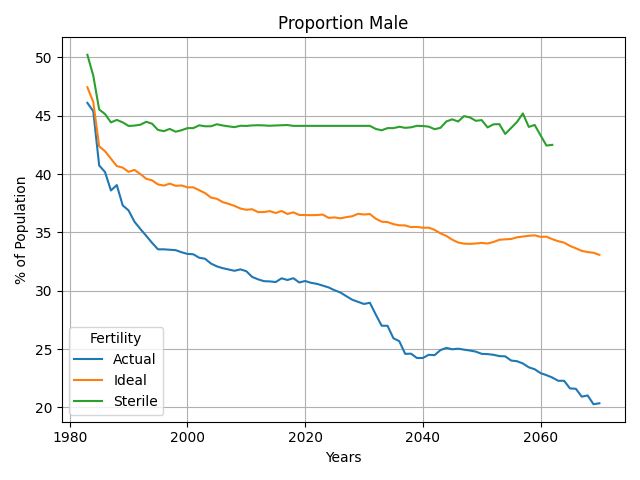 Proportion Male
% of Population
50
45
40
35
30
25
20
Fertility
Actual
Ideal
Sterile
1980
2000
2020
2040
2060
Years